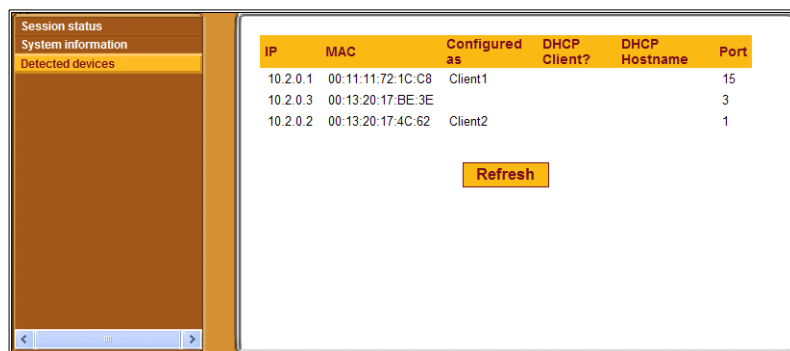 Session status
System information
Detected devices
IP MAC Configured as DHCP Client? DHCP Hostname Port
10.2.0.1 00:11:11:72:1C:C8 Client1 15
10.2.0.3 00:13:20:17:BE:3E 3
10.2.0.2 00:13:20:17:4C:62 Client2 1
Refresh